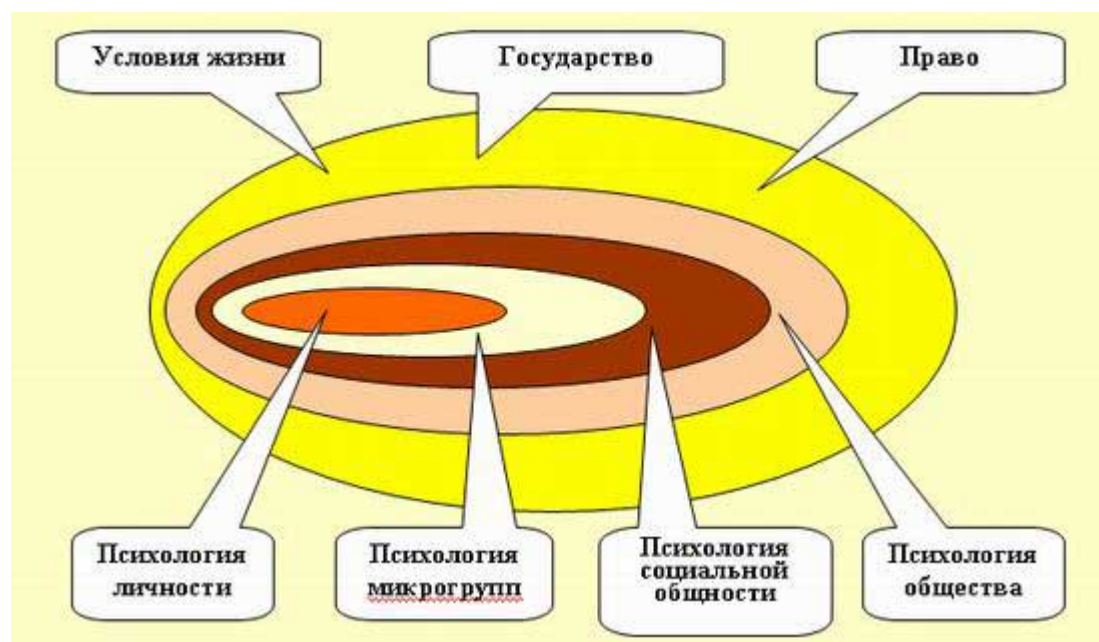 Условия жизни
Государство
Право
Психология
личности
Психология
микрогрупп
Психология
социальной
общности
Психология
общества